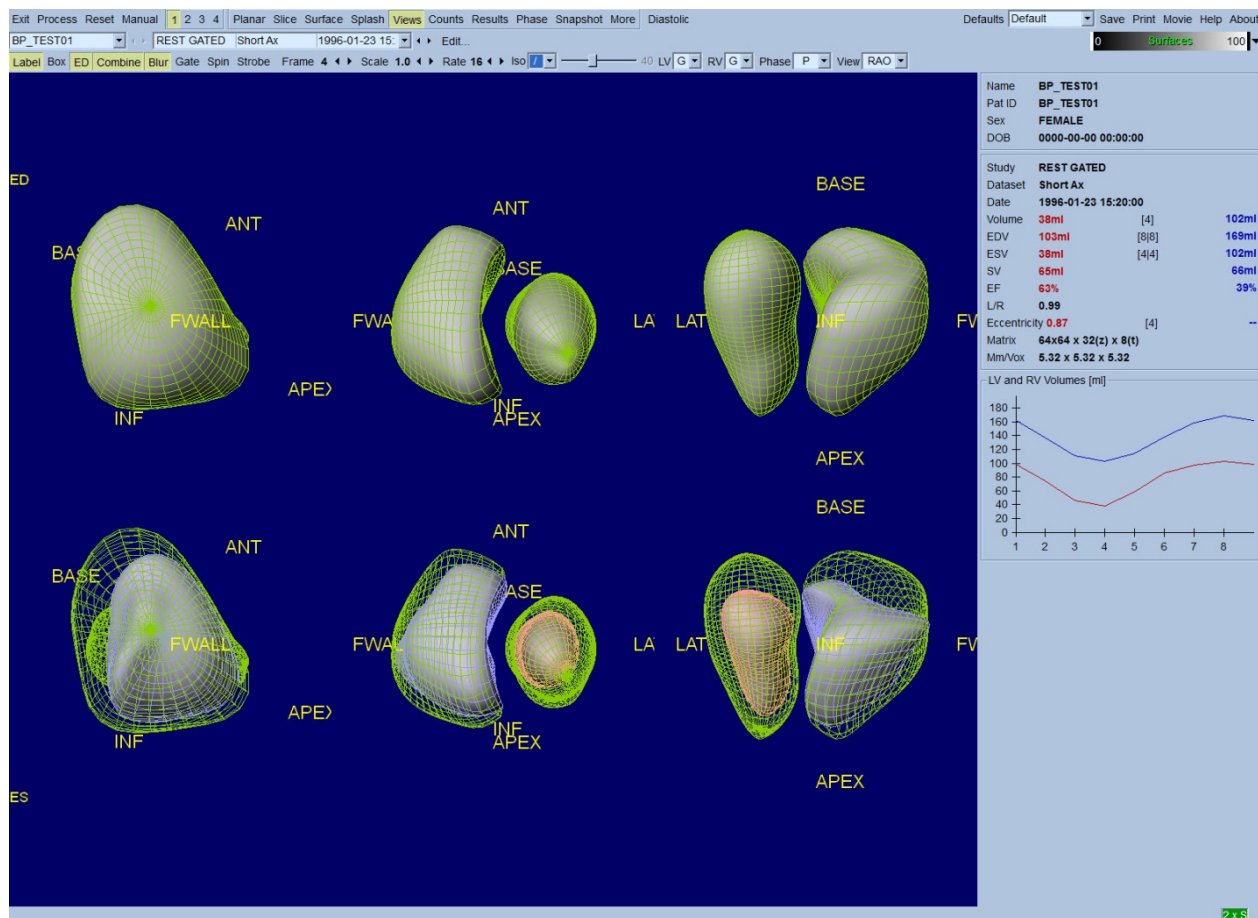 Exit Process Reset Manual 1 2 3 4 Planar Slice Surface Splash Views Counts Results Phase Snapshot More Diastolic Defaults Default Save Print Movie Help About
BP_TEST01 REST GATED Short Ax 1996-01-23 15: Edit... 0 Surfaces 100
Label Box ED Combine Blur Gate Spin Strobe Frame 4 Scale 1.0 Rate 16 Iso / 40 LV G RV G Phase P View RAO
Name BP_TEST01
Pat ID BP_TEST01
Sex FEMALE
DOB 0000-00-00 00:00:00
Study REST GATED
Dataset Short Ax
Date 1996-01-23 15:20:00
Volume 38ml [4] 102ml
EDV 103ml [8|8] 169ml
ESV 38ml [4|4] 102ml
SV 65ml 66ml
EF 63% 39%
L/R 0.99
Eccentricity 0.87 [4] --
Matrix 64x64 x 32(z) x 8(t)
Mm/Vox 5.32 x 5.32 x 5.32
LV and RV Volumes [ml]
180
160
140
120
100
80
60
40
20
0
1 2 3 4 5 6 7 8
ED
BASE
ANT
ANT
BAS BASE
FWALL FWA LA LAT INF FW
APEX
INF INF
APEX
APEX
BASE
ANT
ANT
BASE ASE
FWALL FWAL LA LAT INF FW
APEX
INF INF
APEX
APEX
ES
2 x S